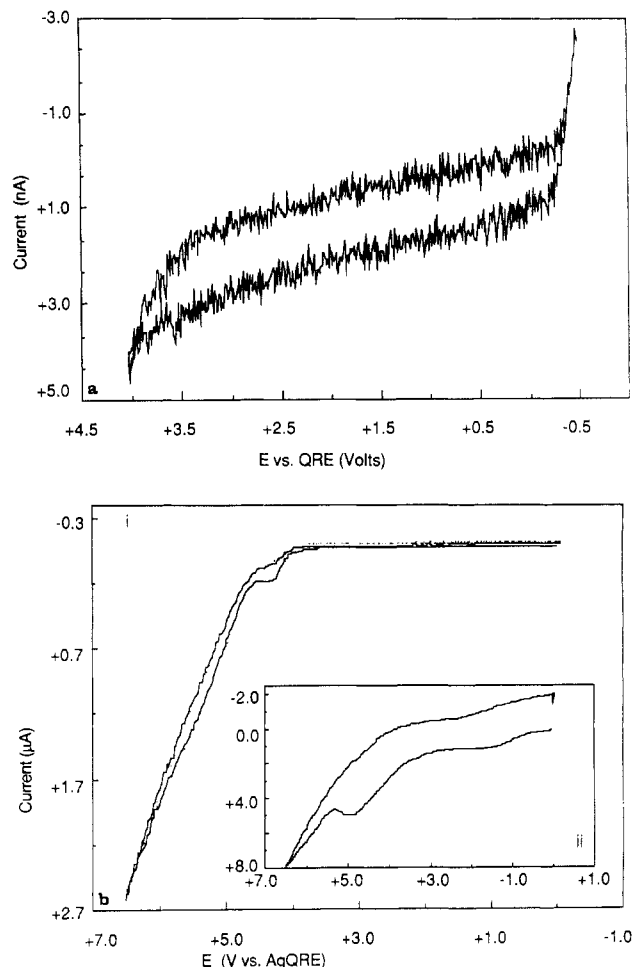 -3.0
-1.0
+1.0
+3.0
+5.0
Current (nA)
a
+4.5 +3.5 +2.5 +1.5 +0.5 -0.5
E vs. QRE (Volts)
-0.3
i
+0.7
+1.7
+2.7
Current (μA)
-2.0
0.0
+4.0
+8.0
ii
+7.0 +5.0 +3.0 -1.0 +1.0
b
+7.0 +5.0 +3.0 +1.0 -1.0
E (V vs. AgQRE)